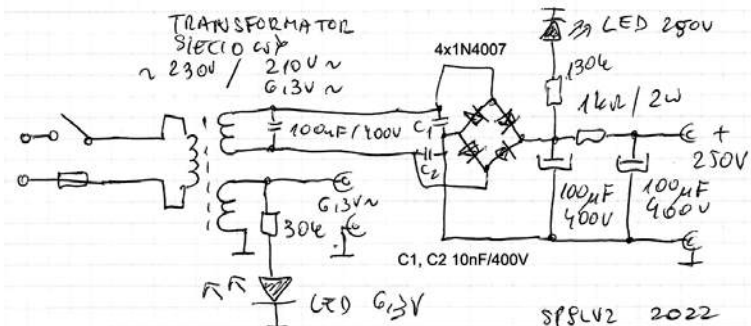 TRANSFORMATOR
SIECIOWY
~ 230V / 210V ~
6,3V ~
4x1N4007
LED 250V
130k
1kΩ / 2W
100nF/400V
C1
C2
+
250V
100µF
400V
100µF
400V
6,3V~
30k
C1, C2 10nF/400V
LED 6,3V
SP9LVZ 2022